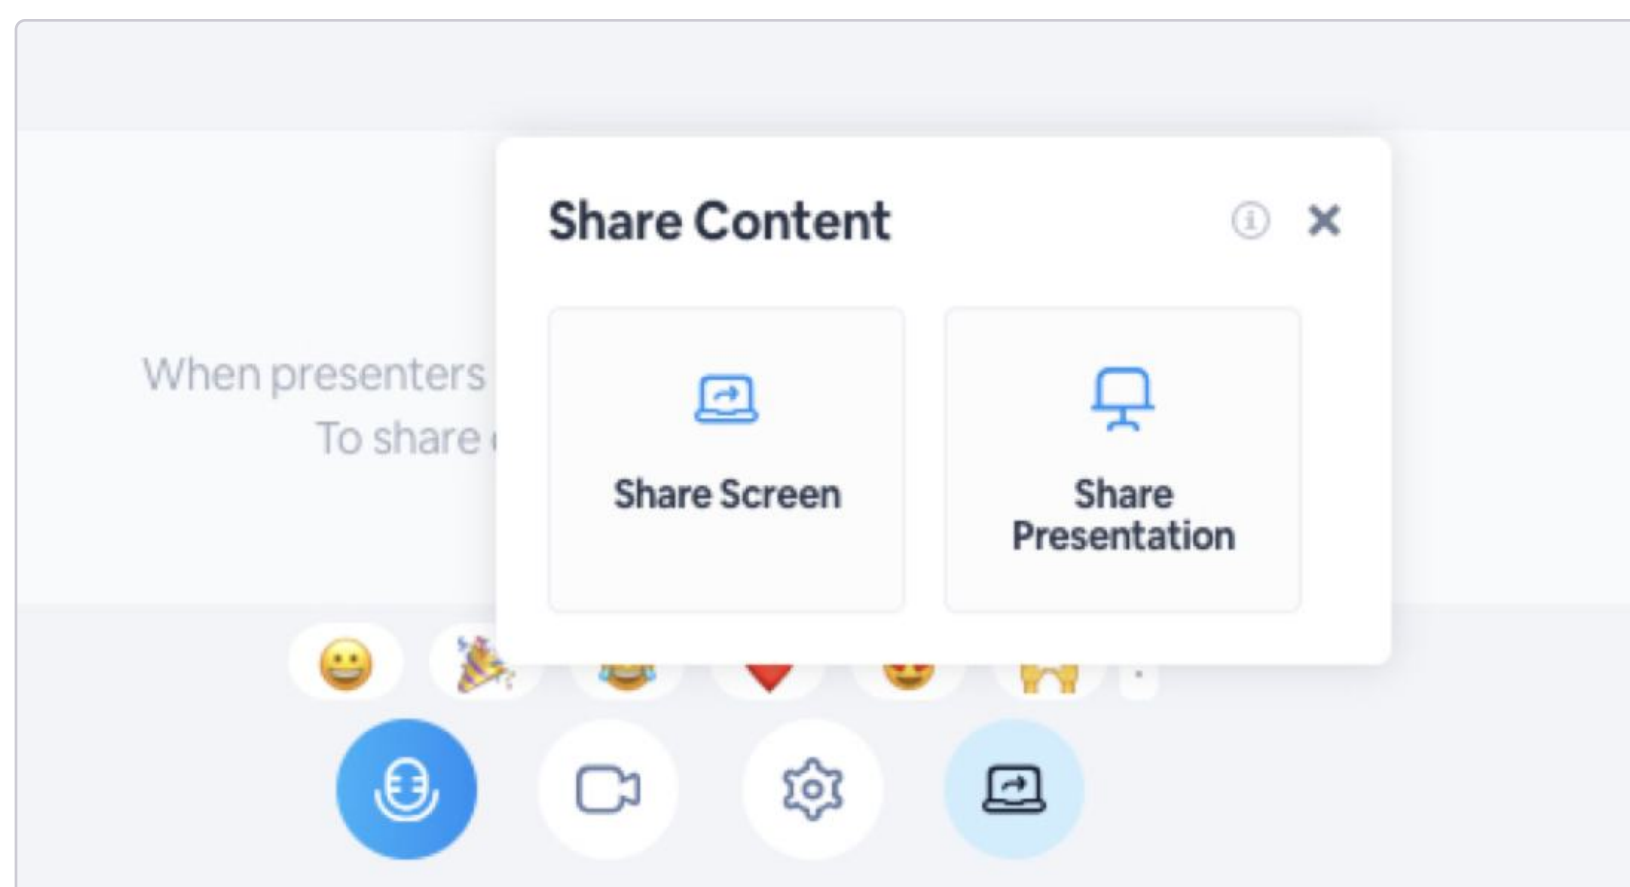 Share Content
When presenters
To share
Share Screen
Share
Presentation